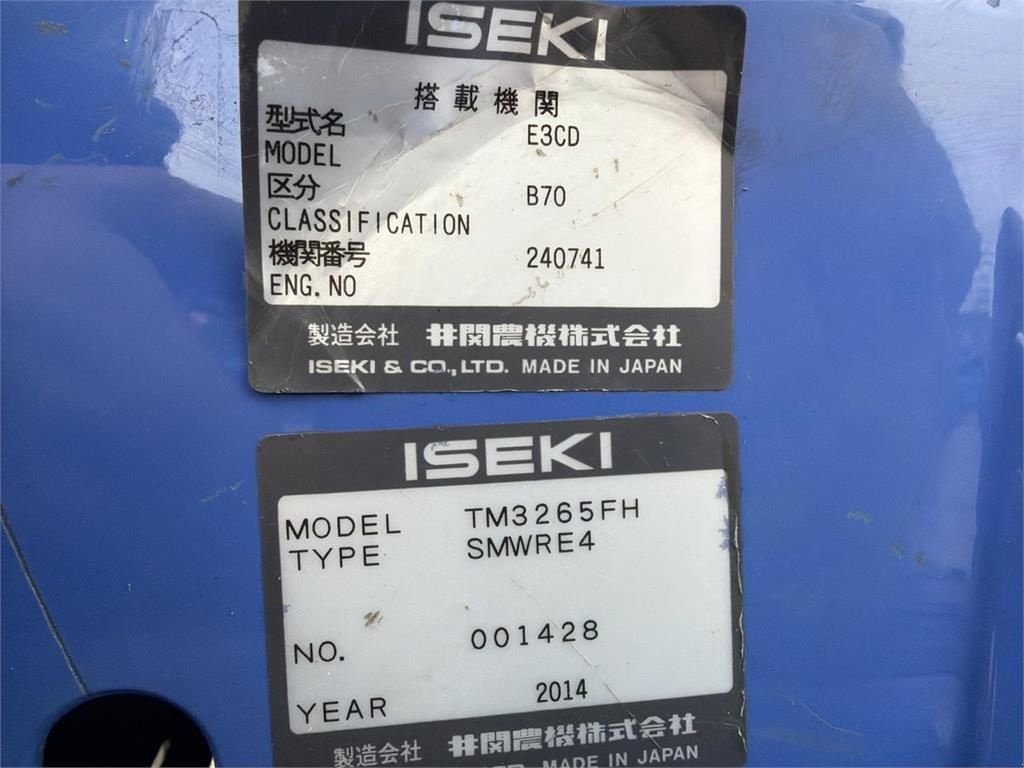 ISEKI
搭載機関
型式名
MODEL E3CD
区分
CLASSIFICATION B70
機関番号
ENG.NO 240741
製造会社 井関農機株式会社
ISEKI & CO.,LTD. MADE IN JAPAN
ISEKI
MODEL TM3265FH
TYPE SMWRE4
NO. 001428
YEAR 2014
製造会社 井関農機株式会社
MADE IN JAPAN